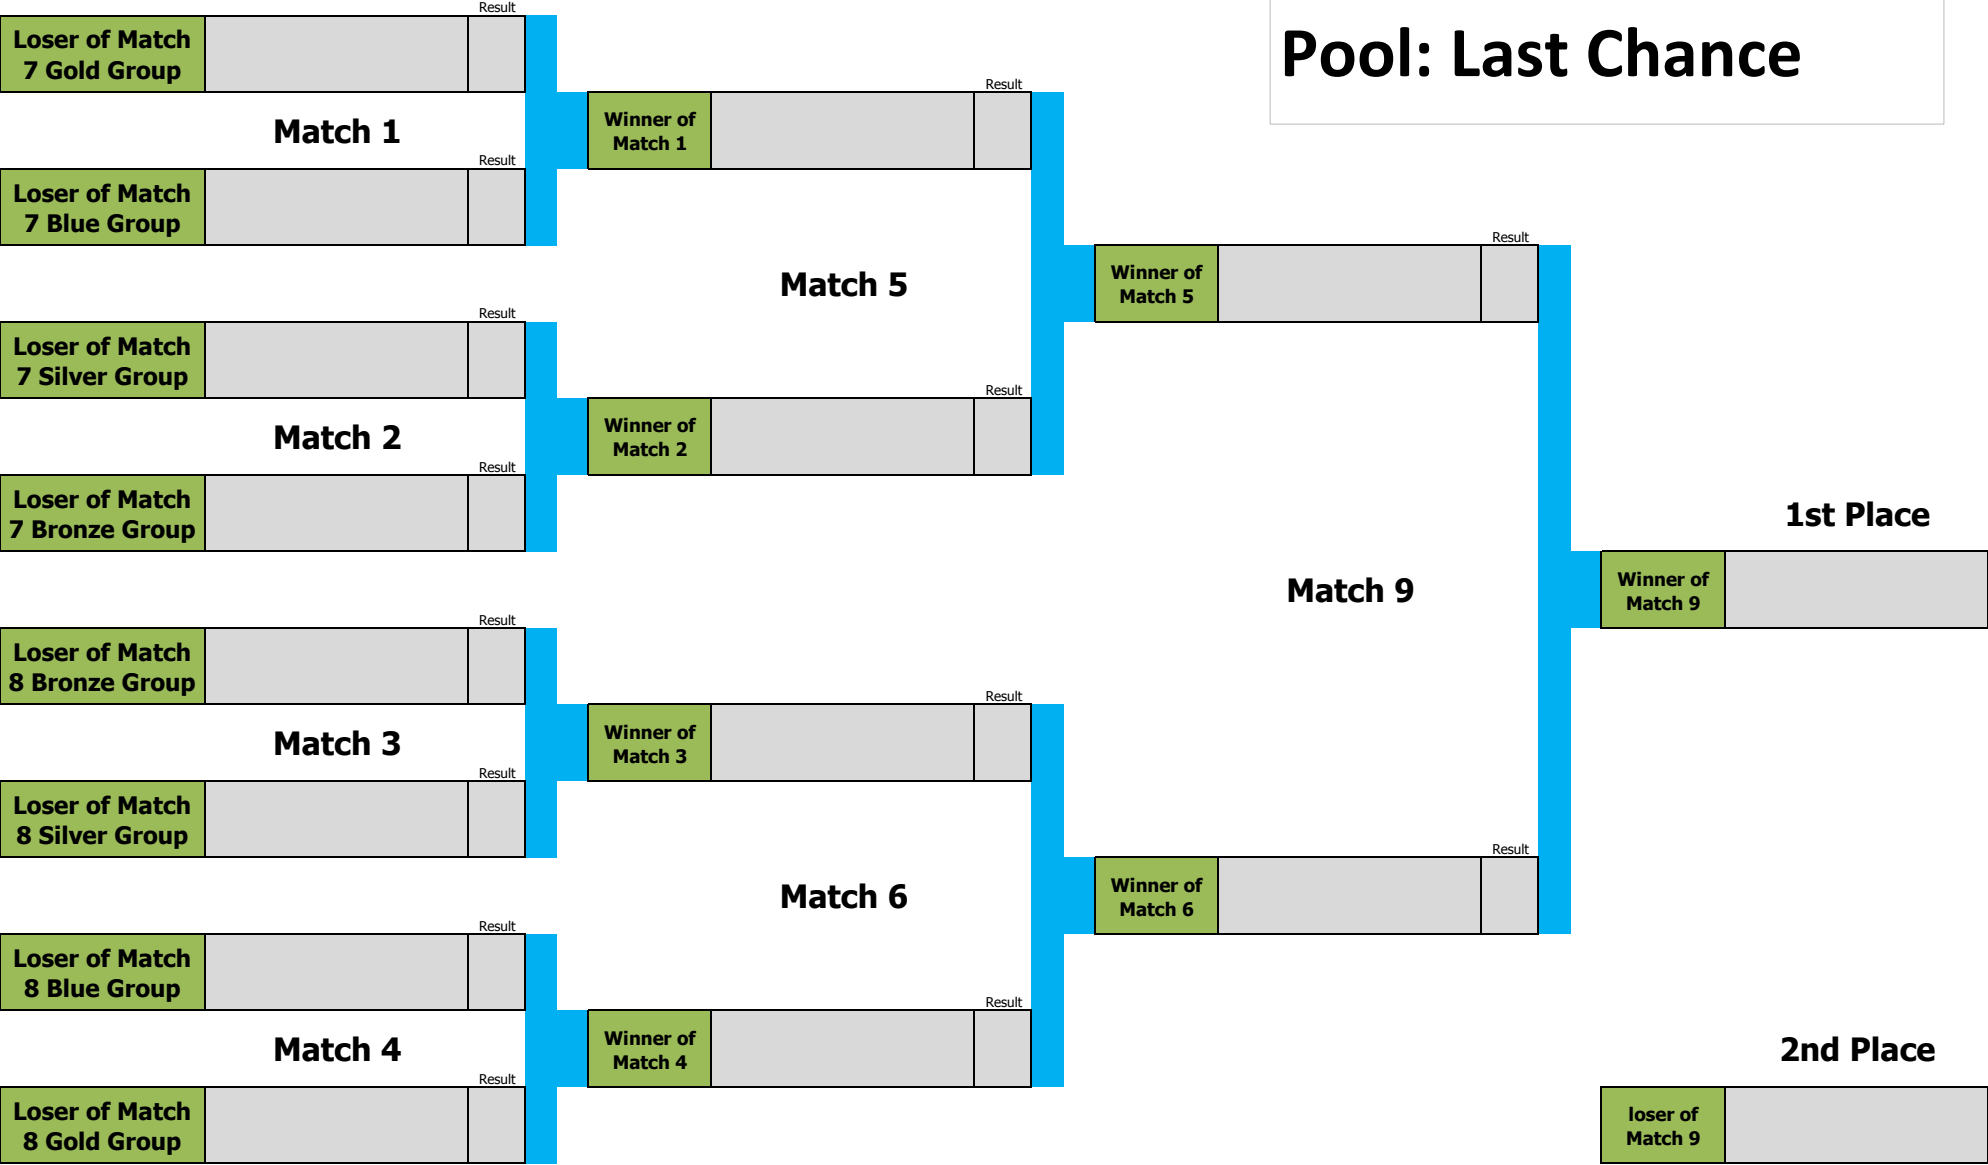 Pool: Last Chance
Result
Loser of Match
7 Gold Group
Match 1
Result
Loser of Match
7 Blue Group
Result
Loser of Match
7 Silver Group
Match 2
Result
Loser of Match
7 Bronze Group
Result
Loser of Match
8 Bronze Group
Match 3
Result
Loser of Match
8 Silver Group
Result
Loser of Match
8 Blue Group
Match 4
Result
Loser of Match
8 Gold Group
Result
Winner of
Match 1
Match 5
Result
Winner of
Match 2
Result
Winner of
Match 3
Match 6
Result
Winner of
Match 4
Result
Winner of
Match 5
Match 9
Result
Winner of
Match 6
1st Place
Winner of
Match 9
2nd Place
loser of
Match 9